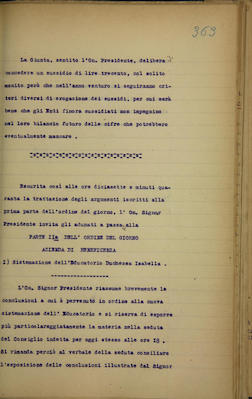 369
La Giunta, sentito l'On. Presidente, delibera di
concedere un sussidio di lire trecento, col solito
monito però che nell'anno venturo si seguiranno cri-
teri diversi di erogazione dei sussidi, per cui sarà
bene che gli Enti finora sussidiati non impegnino
nel loro bilancio futuro delle cifre che potrebbero
eventualmente mancare .
Esaurita così alle ore diciasette e minuti qua-
ranta la trattazione degli argomenti iscritti alla
prima parte dell'ordine del giorno, l' On. Signor
Presidente invita gli adunati a passa alla
PARTE IIa DELL' ORDINE DEL GIORNO
AZIENDA DI BENEFICENZA
I) Sistemazione dell'Educatorio Duchessa Isabella .
L'On. Signor Presidente riassume brevemente le
conclusioni a cui è pervenuto in ordine alla nuova
sistemazione dell' Educatorio e si riserva di esporre
più particolareggiatamente la materia nella seduta
del Consiglio indetta per oggi stesso alle ore 18 .
Si rimanda perciò al verbale della seduta consiliare
l'esposizione delle conclusioni illustrate dal Signor